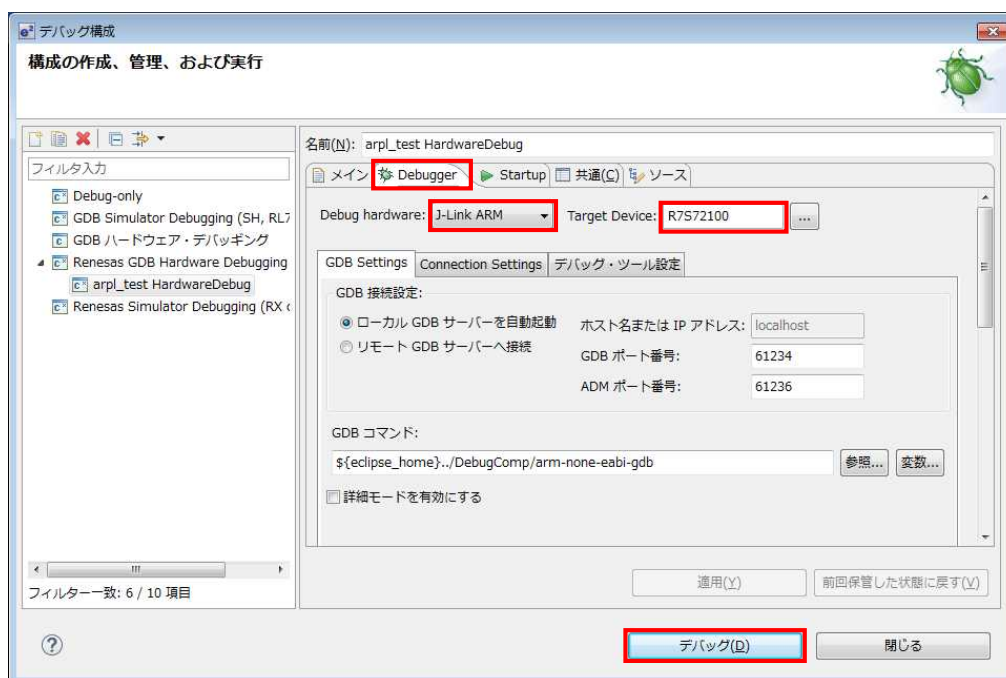 e² デバッグ構成
構成の作成、管理、および実行
フィルタ入力
Debug-only
GDB Simulator Debugging (SH, RL7
GDB ハードウェア・デバッギング
Renesas GDB Hardware Debugging
arpl_test HardwareDebug
Renesas Simulator Debugging (RX
フィルター一致: 6 / 10 項目
名前(N): arpl_test HardwareDebug
メイン Debugger Startup 共通(C) ソース
Debug hardware: J-Link ARM Target Device: R7S72100 ...
GDB Settings Connection Settings デバッグ・ツール設定
GDB 接続設定:
ローカル GDB サーバーを自動起動 ホスト名または IP アドレス: localhost
リモート GDB サーバーへ接続
GDB ポート番号: 61234
ADM ポート番号: 61236
GDB コマンド:
${eclipse_home}../DebugComp/arm-none-eabi-gdb 参照... 変数...
詳細モードを有効にする
適用(Y) 前回保管した状態に戻す(V)
デバッグ(D) 閉じる